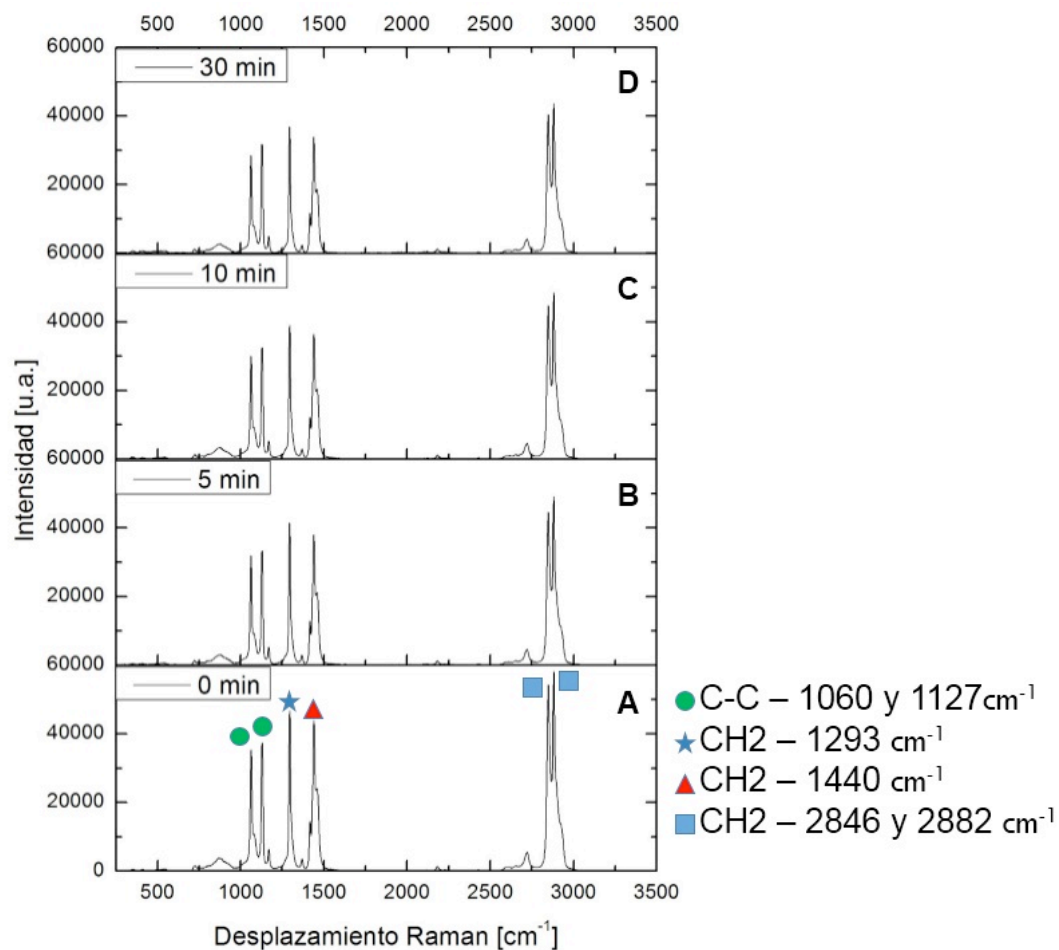 500 1000 1500 2000 2500 3000 3500
60000
30 min
D
40000
20000
60000
10 min
C
40000
20000
60000
5 min
B
40000
20000
60000
0 min
A
40000
20000
0
500 1000 1500 2000 2500 3000 3500
Intensidad [u.a.]
Desplazamiento Raman [cm⁻¹]
C-C – 1060 y 1127cm⁻¹
CH2 – 1293 cm⁻¹
CH2 – 1440 cm⁻¹
CH2 – 2846 y 2882 cm⁻¹